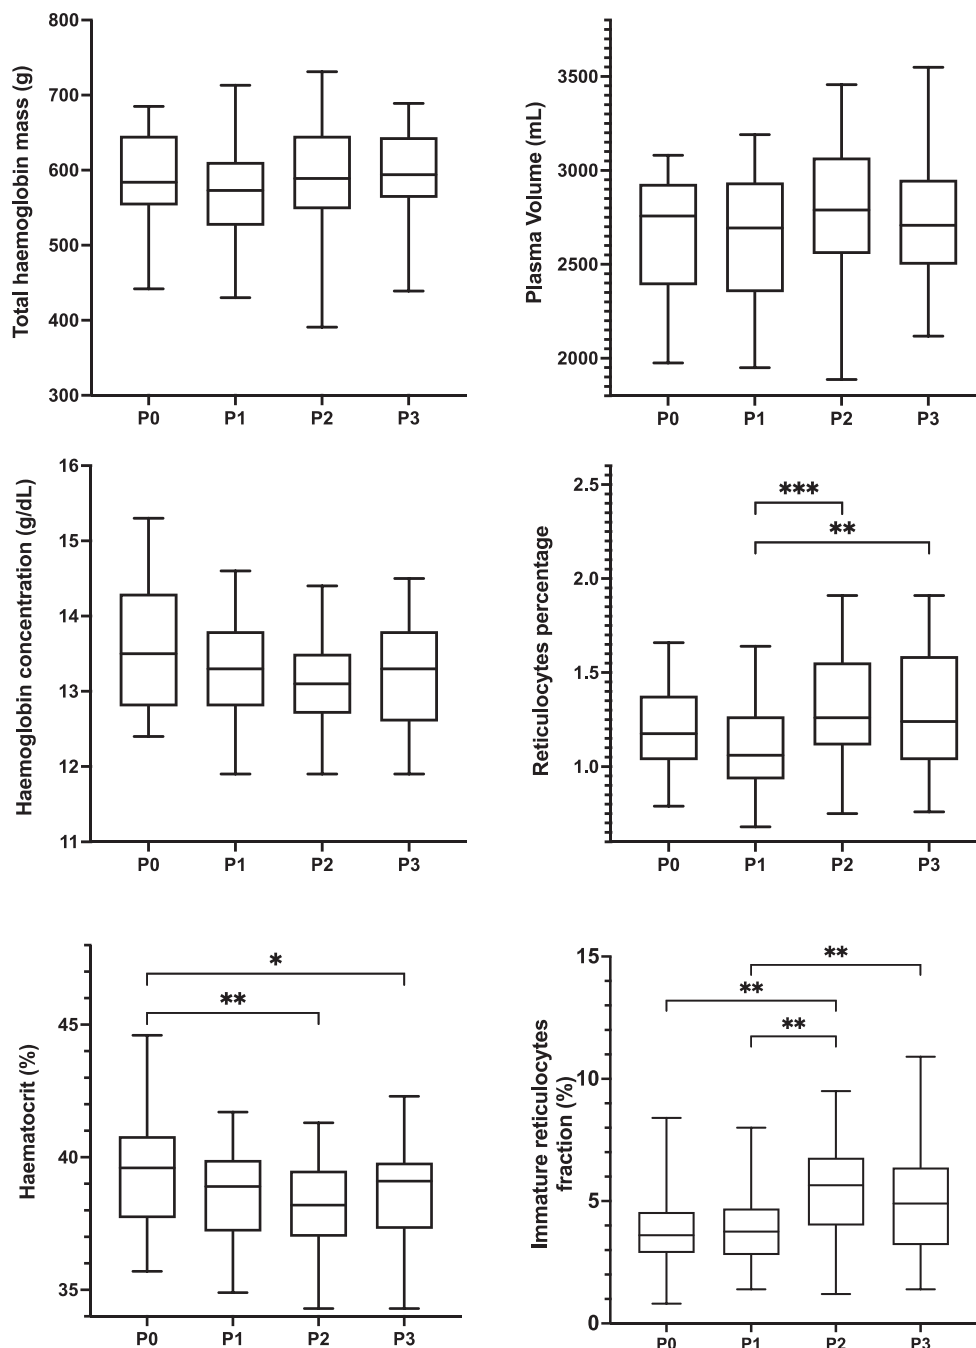 Total haemoglobin mass (g)
800
700
600
500
400
300
P0 P1 P2 P3
Plasma Volume (mL)
3500
3000
2500
2000
P0 P1 P2 P3
Haemoglobin concentration (g/dL)
16
15
14
13
12
11
P0 P1 P2 P3
Reticulocytes percentage
2.5
2.0
1.5
1.0
***
**
P0 P1 P2 P3
Haematocrit (%)
45
40
35
*
**
P0 P1 P2 P3
Immature reticulocytes
fraction (%)
15
10
5
0
**
**
**
P0 P1 P2 P3